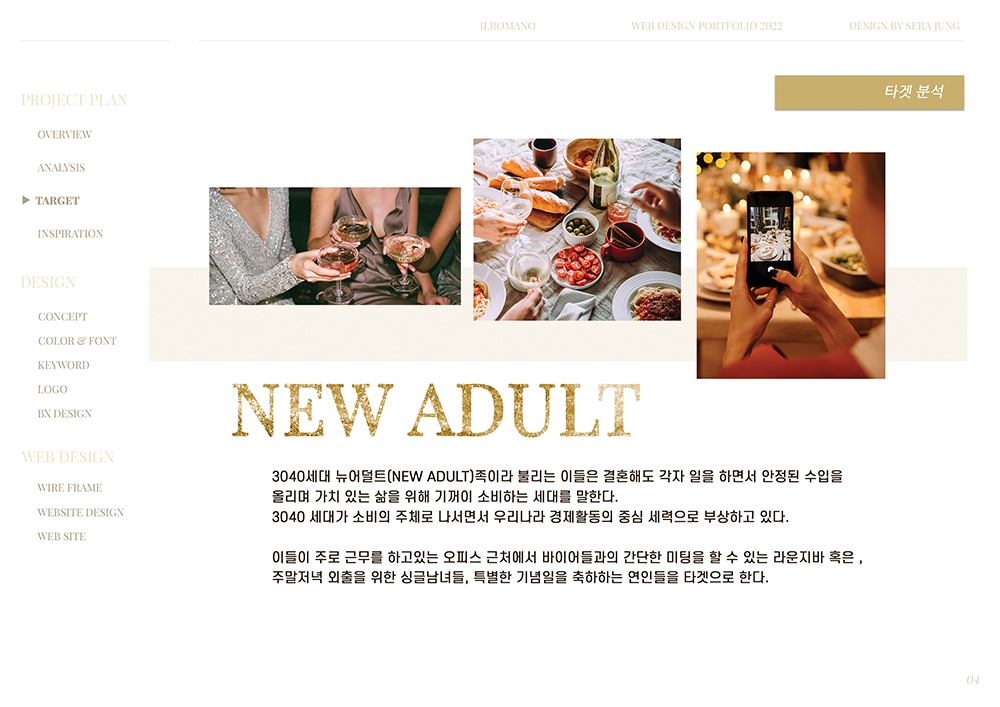 ILROMANO
WEB DESIGN PORTFOLIO 2022
DESIGN BY SERA JUNG
타겟 분석
PROJECT PLAN
OVERVIEW
ANALYSIS
▶ TARGET
INSPIRATION
DESIGN
CONCEPT
COLOR & FONT
KEYWORD
LOGO
BX DESIGN
WEB DESIGN
WIRE FRAME
WEBSITE DESIGN
WEB SITE
NEW ADULT
3040세대 뉴어덜트(NEW ADULT)족이라 불리는 이들은 결혼해도 각자 일을 하면서 안정된 수입을
올리며 가치 있는 삶을 위해 기꺼이 소비하는 세대를 말한다.
3040 세대가 소비의 주체로 나서면서 우리나라 경제활동의 중심 세력으로 부상하고 있다.
이들이 주로 근무를 하고있는 오피스 근처에서 바이어들과의 간단한 미팅을 할 수 있는 라운지바 혹은 ,
주말저녁 외출을 위한 싱글남녀들, 특별한 기념일을 축하하는 연인들을 타겟으로 한다.
04